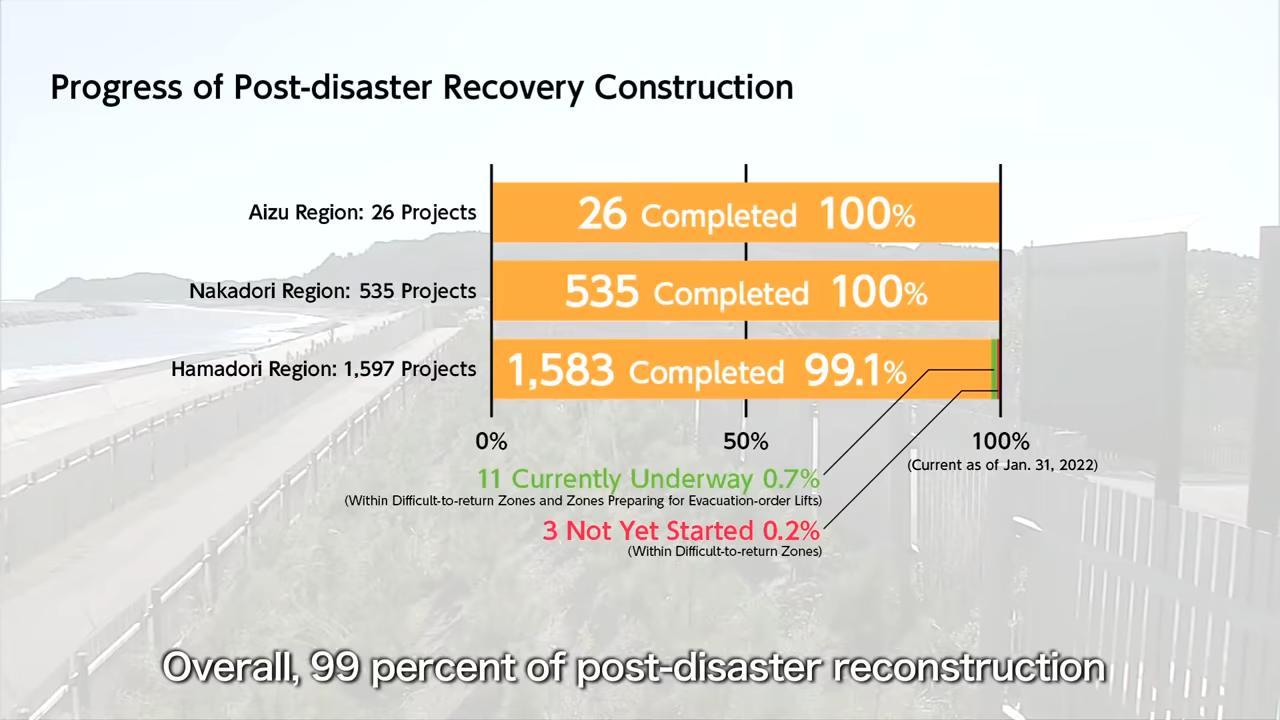 Progress of Post-disaster Recovery Construction
Aizu Region: 26 Projects
26 Completed 100%
Nakadori Region: 535 Projects
535 Completed 100%
Hamadori Region: 1,597 Projects
1,583 Completed 99.1%
0%
50%
100%
(Current as of Jan. 31, 2022)
11 Currently Underway 0.7%
(Within Difficult-to-return Zones and Zones Preparing for Evacuation-order Lifts)
3 Not Yet Started 0.2%
(Within Difficult-to-return Zones)
Overall, 99 percent of post-disaster reconstruction